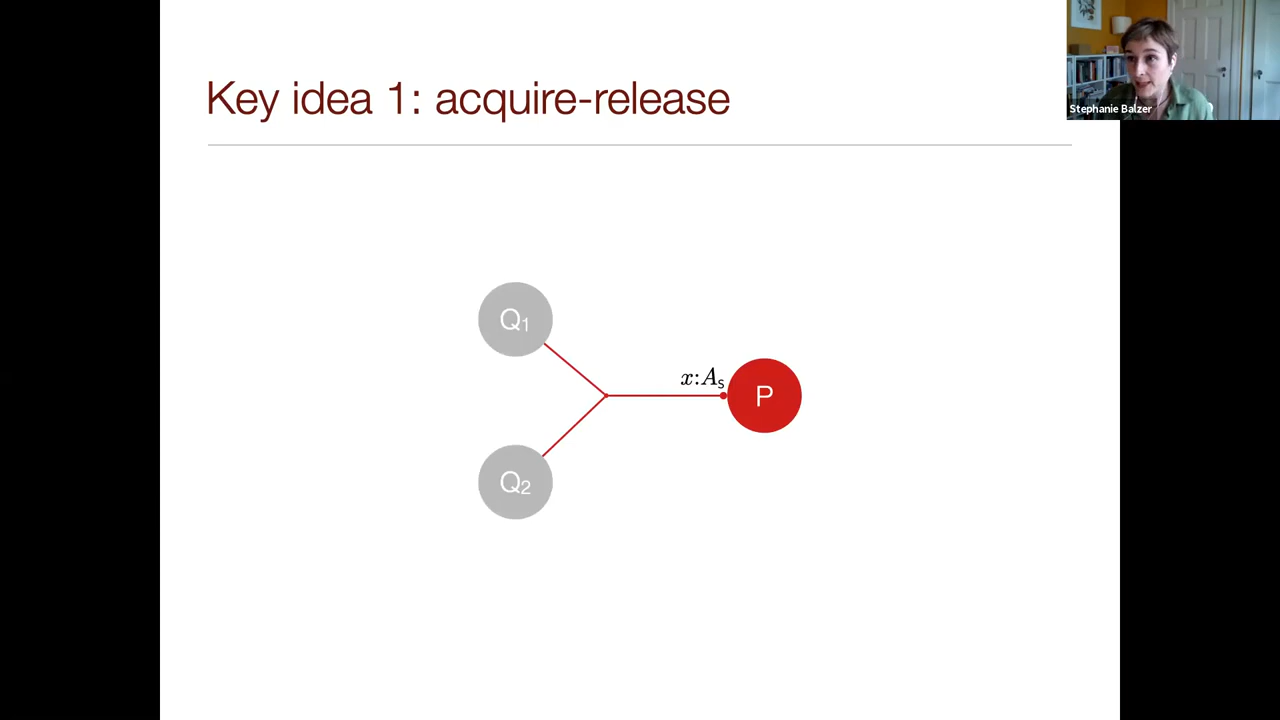 Key idea 1: acquire-release
Stephanie Balzer
Q₁
x:Aₛ
P
Q₂